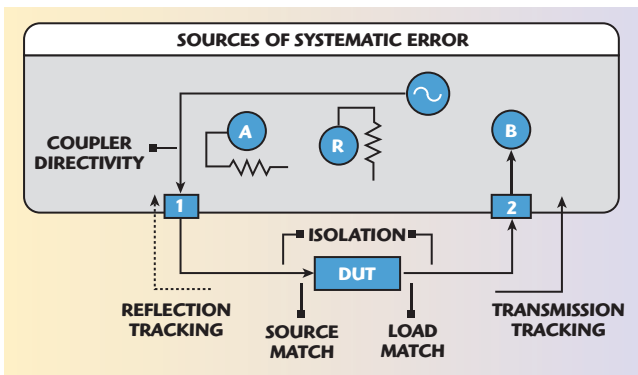 SOURCES OF SYSTEMATIC ERROR
COUPLER
DIRECTIVITY
A
R
B
1
2
ISOLATION
DUT
REFLECTION
TRACKING
SOURCE
MATCH
LOAD
MATCH
TRANSMISSION
TRACKING